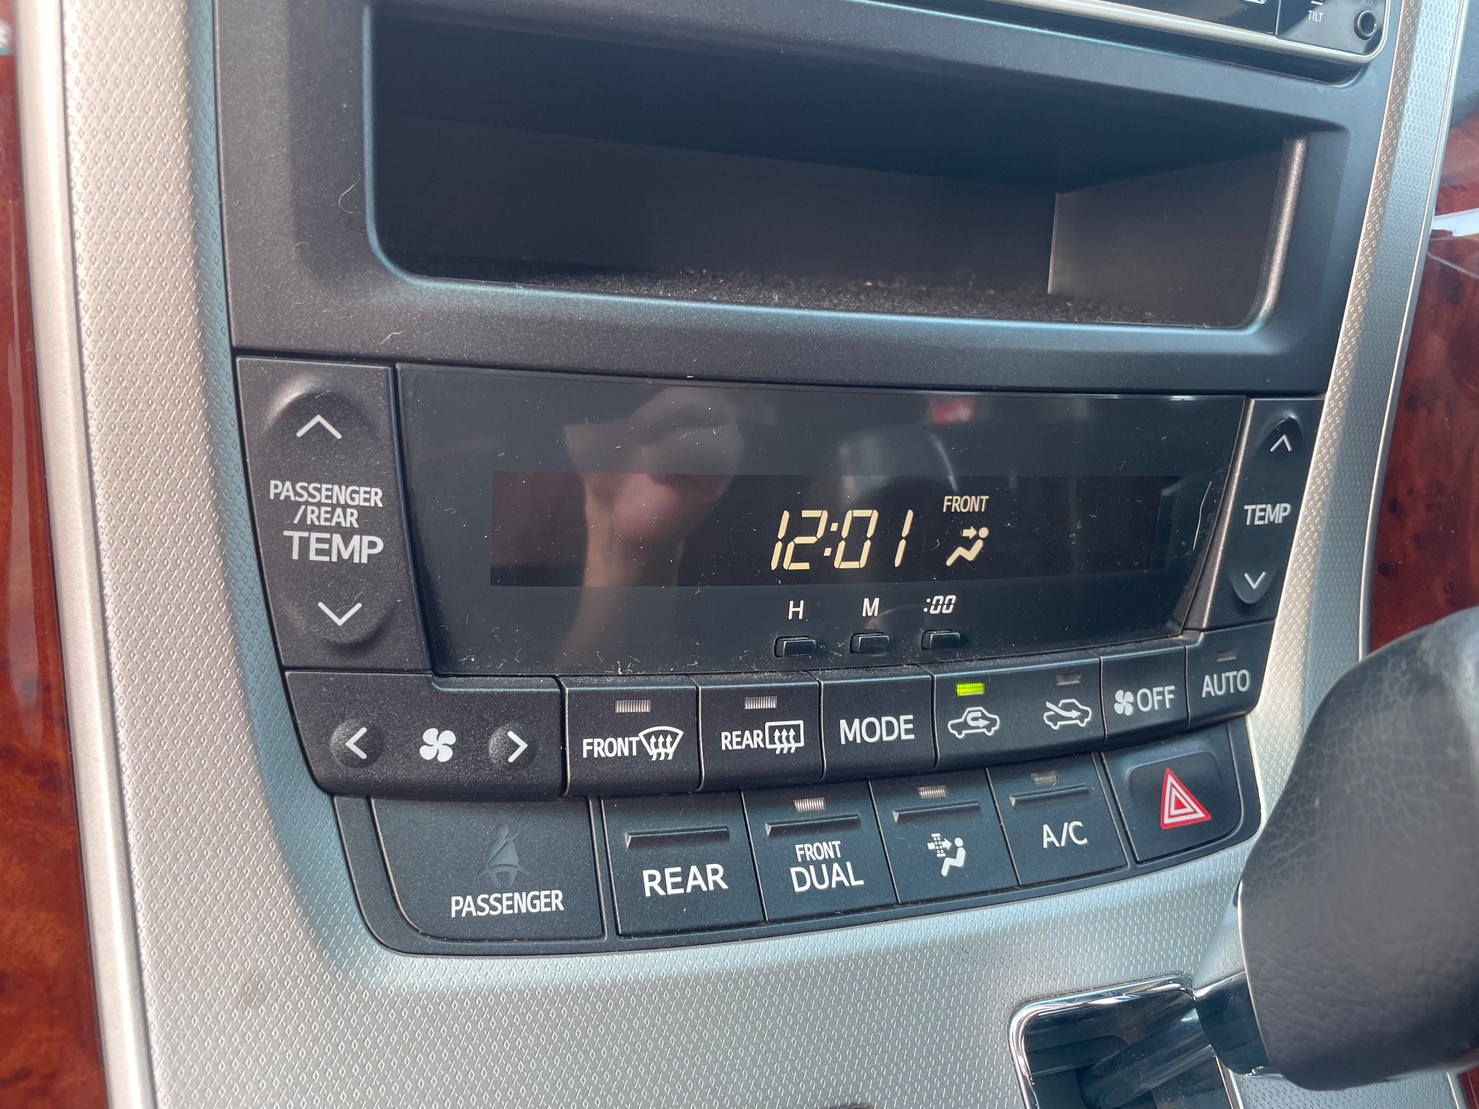 TILT
PASSENGER
/REAR
TEMP
12:01
FRONT
H
M
:00
TEMP
FRONT
REAR
MODE
OFF
AUTO
PASSENGER
REAR
FRONT
DUAL
A/C